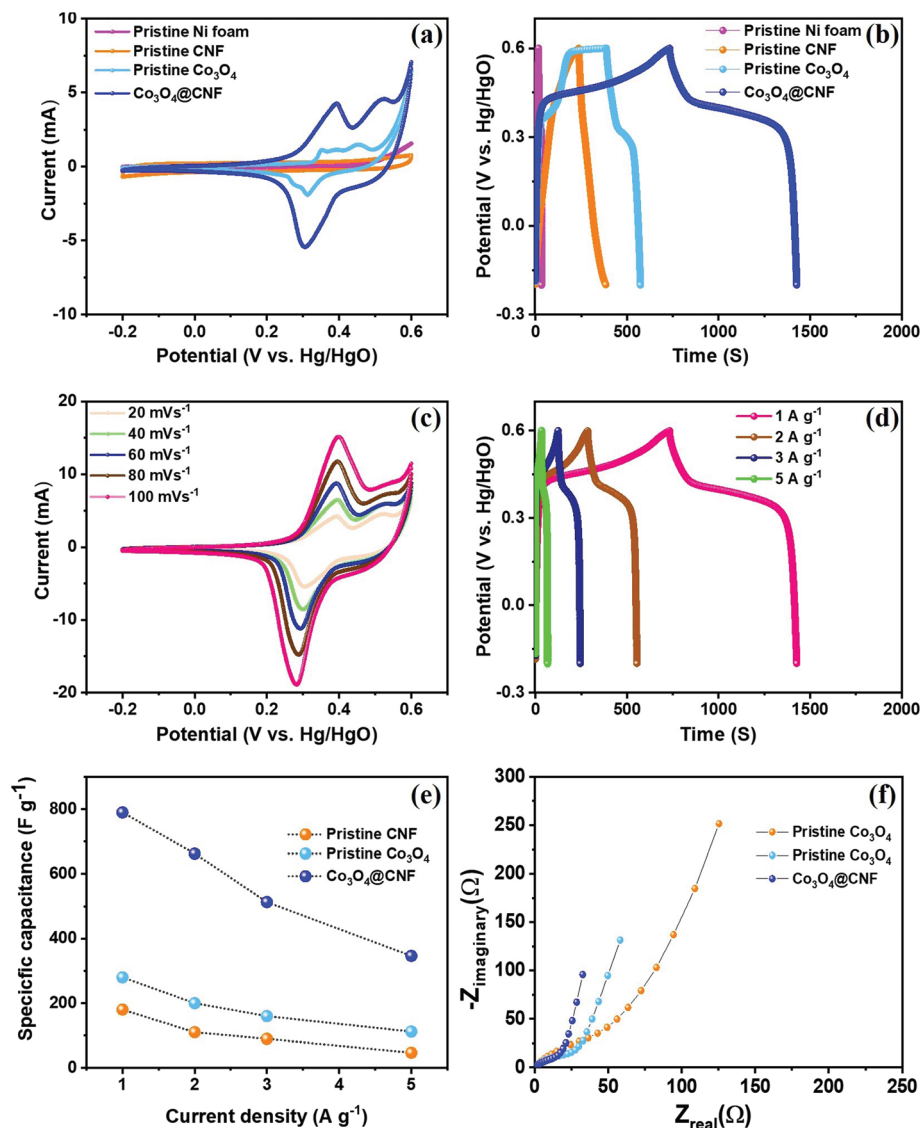 (a)
Pristine Ni foam
Pristine CNF
Pristine Co₃O₄
Co₃O₄@CNF
10
5
0
-5
-10
Current (mA)
-0.2 0.0 0.2 0.4 0.6
Potential (V vs. Hg/HgO)
(b)
Pristine Ni foam
Pristine CNF
Pristine Co₃O₄
Co₃O₄@CNF
0.6
0.3
0.0
-0.3
Potential (V vs. Hg/HgO)
0 500 1000 1500 2000
Time (S)
(c)
20 mVs⁻¹
40 mVs⁻¹
60 mVs⁻¹
80 mVs⁻¹
100 mVs⁻¹
20
10
0
-10
-20
Current (mA)
-0.2 0.0 0.2 0.4 0.6
Potential (V vs. Hg/HgO)
(d)
1 A g⁻¹
2 A g⁻¹
3 A g⁻¹
5 A g⁻¹
0.6
0.3
0.0
-0.3
Potential (V vs. Hg/HgO)
0 500 1000 1500 2000
Time (S)
(e)
Pristine CNF
Pristine Co₃O₄
Co₃O₄@CNF
800
600
400
200
0
Specicfic capacitance (F g⁻¹)
1 2 3 4 5
Current density (A g⁻¹)
(f)
Pristine Co₃O₄
Pristine Co₃O₄
Co₃O₄@CNF
300
250
200
150
100
50
0
-Zimaginary(Ω)
0 50 100 150 200 250
Zreal(Ω)